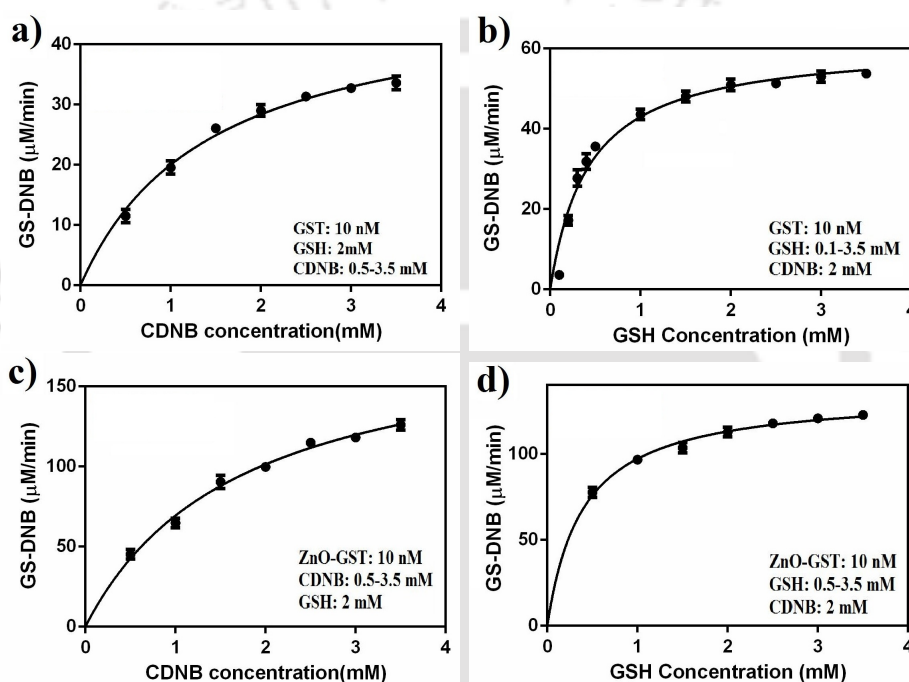 a)
40
30
20
10
0
GS-DNB (µM/min)
GST: 10 nM
GSH: 2mM
CDNB: 0.5-3.5 mM
0 1 2 3 4
CDNB concentration(mM)
b)
60
40
20
0
GS-DNB (µM/min)
GST: 10 nM
GSH: 0.1-3.5 mM
CDNB: 2 mM
0 1 2 3 4
GSH Concentration (mM)
c)
150
100
50
0
GS-DNB (µM/min)
ZnO-GST: 10 nM
CDNB: 0.5-3.5 mM
GSH: 2 mM
0 1 2 3 4
CDNB concentration(mM)
d)
100
50
0
GS-DNB (µM/min)
ZnO-GST: 10 nM
GSH: 0.5-3.5 mM
CDNB: 2 mM
0 1 2 3 4
GSH Concentration (mM)